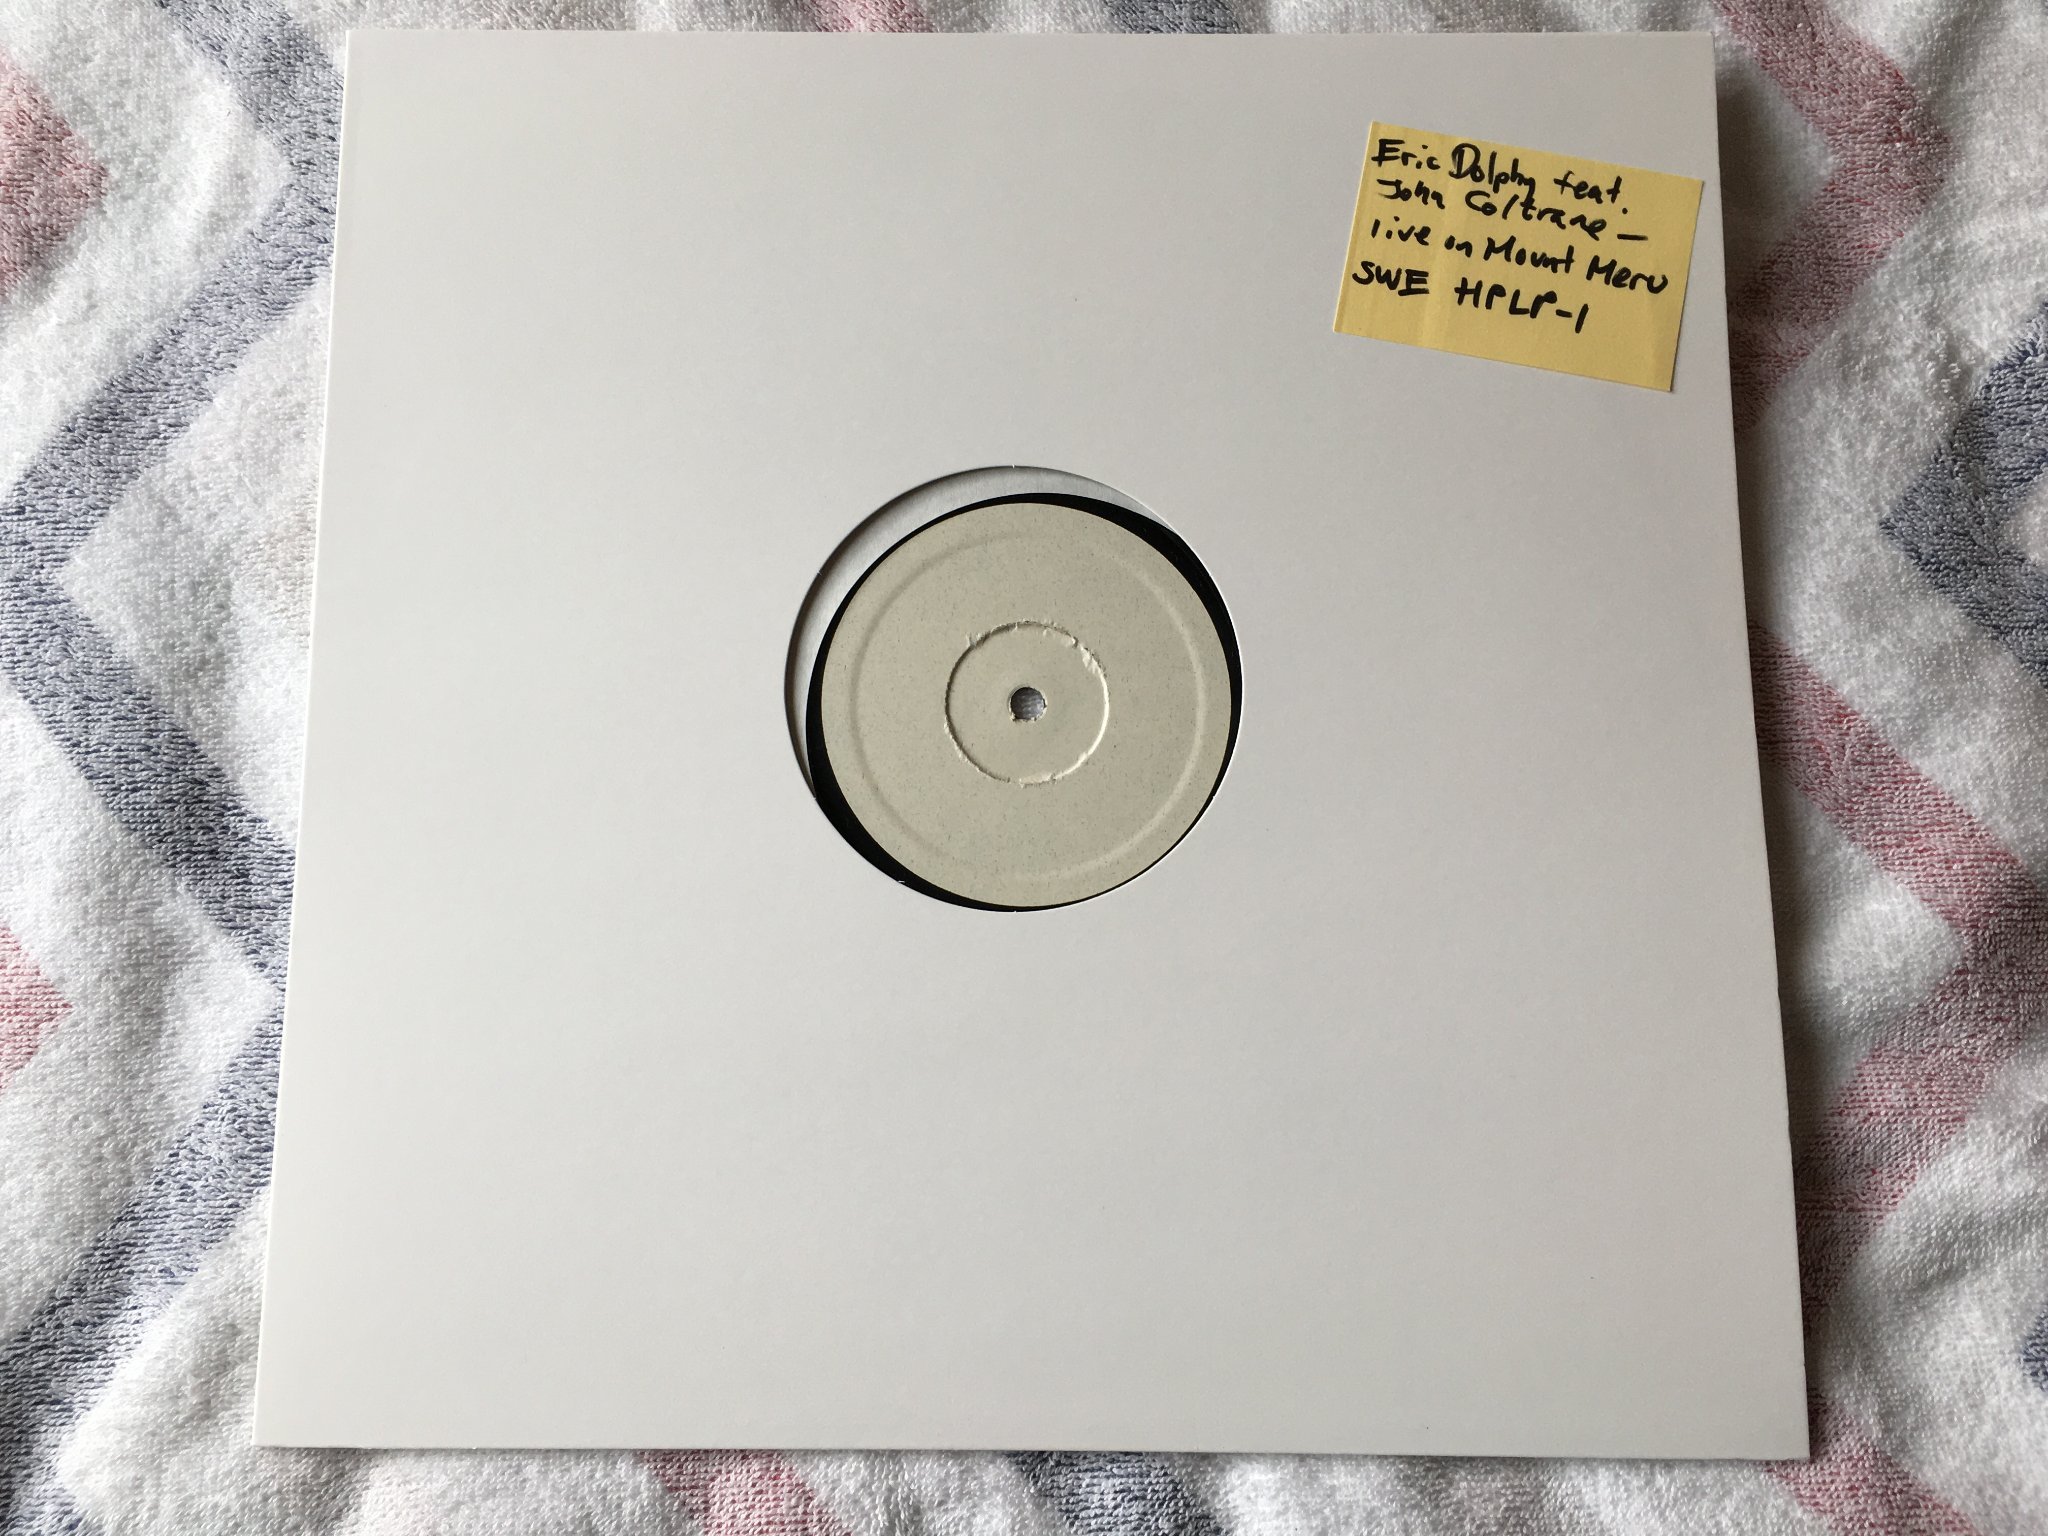 Eric Dolphy feat.
John Coltrane –
live on Mount Meru
SWE HPLP-1